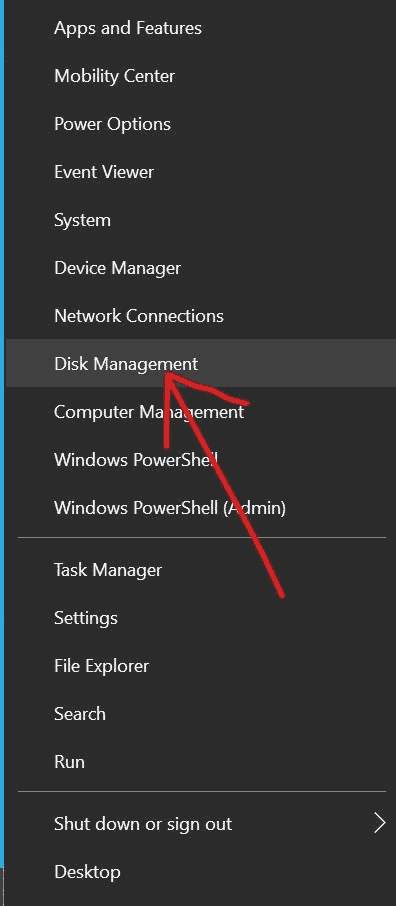 Apps and Features
Mobility Center
Power Options
Event Viewer
System
Device Manager
Network Connections
Disk Management
Computer Management
Windows PowerShell
Windows PowerShell (Admin)
Task Manager
Settings
File Explorer
Search
Run
Shut down or sign out
Desktop